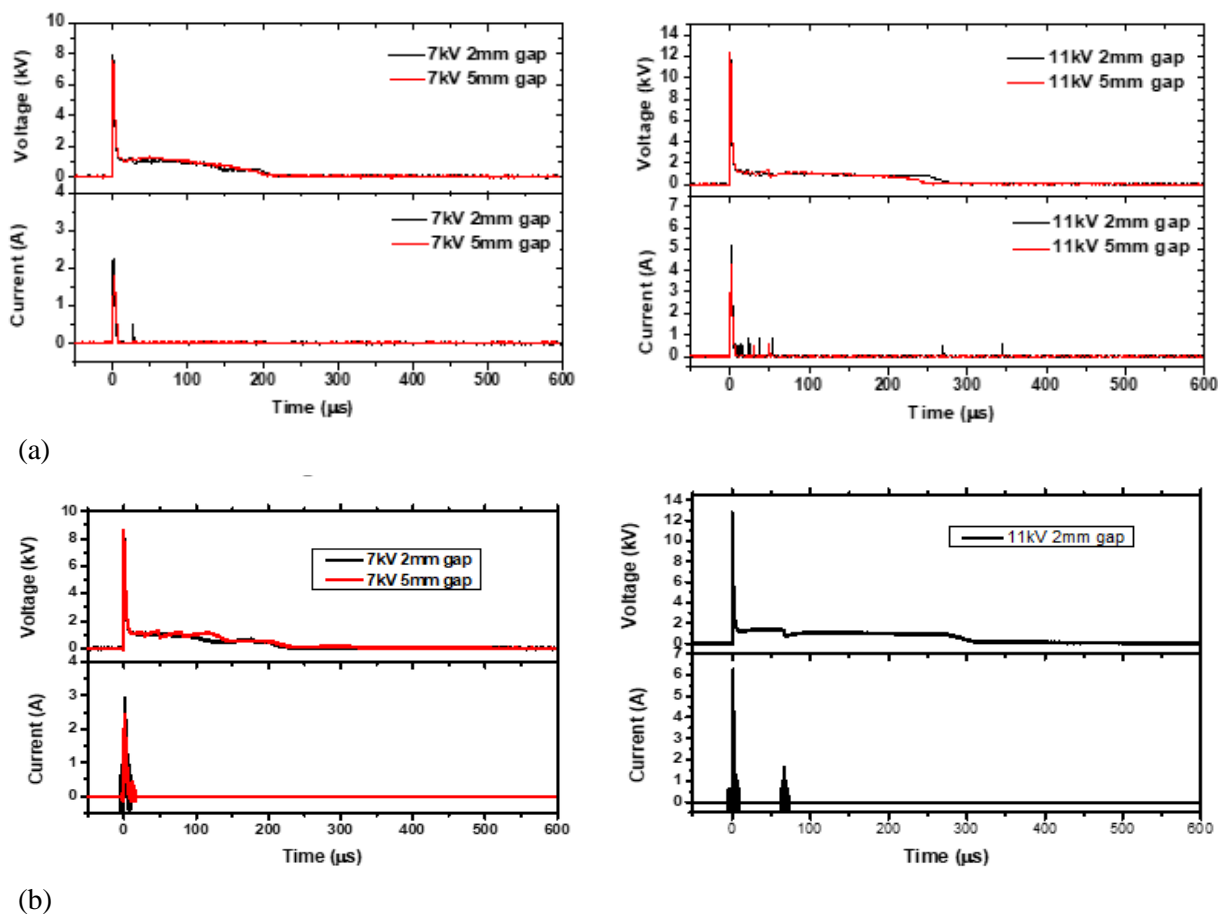 10
8
6
4
2
0
Voltage (kV)
7kV 2mm gap
7kV 5mm gap
4
3
2
1
0
Current (A)
7kV 2mm gap
7kV 5mm gap
0 100 200 300 400 500 600
Time (μs)
14
12
10
8
6
4
2
0
Voltage (kV)
11kV 2mm gap
11kV 5mm gap
7
6
5
4
3
2
1
0
Current (A)
11kV 2mm gap
11kV 5mm gap
0 100 200 300 400 500 600
Time (μs)
(a)
10
8
6
4
2
0
Voltage (kV)
7kV 2mm gap
7kV 5mm gap
4
3
2
1
0
Current (A)
0 100 200 300 400 500 600
Time (μs)
14
12
10
8
6
4
2
0
Voltage (kV)
11kV 2mm gap
7
6
5
4
3
2
1
0
Current (A)
0 100 200 300 400 500 600
Time (μs)
(b)